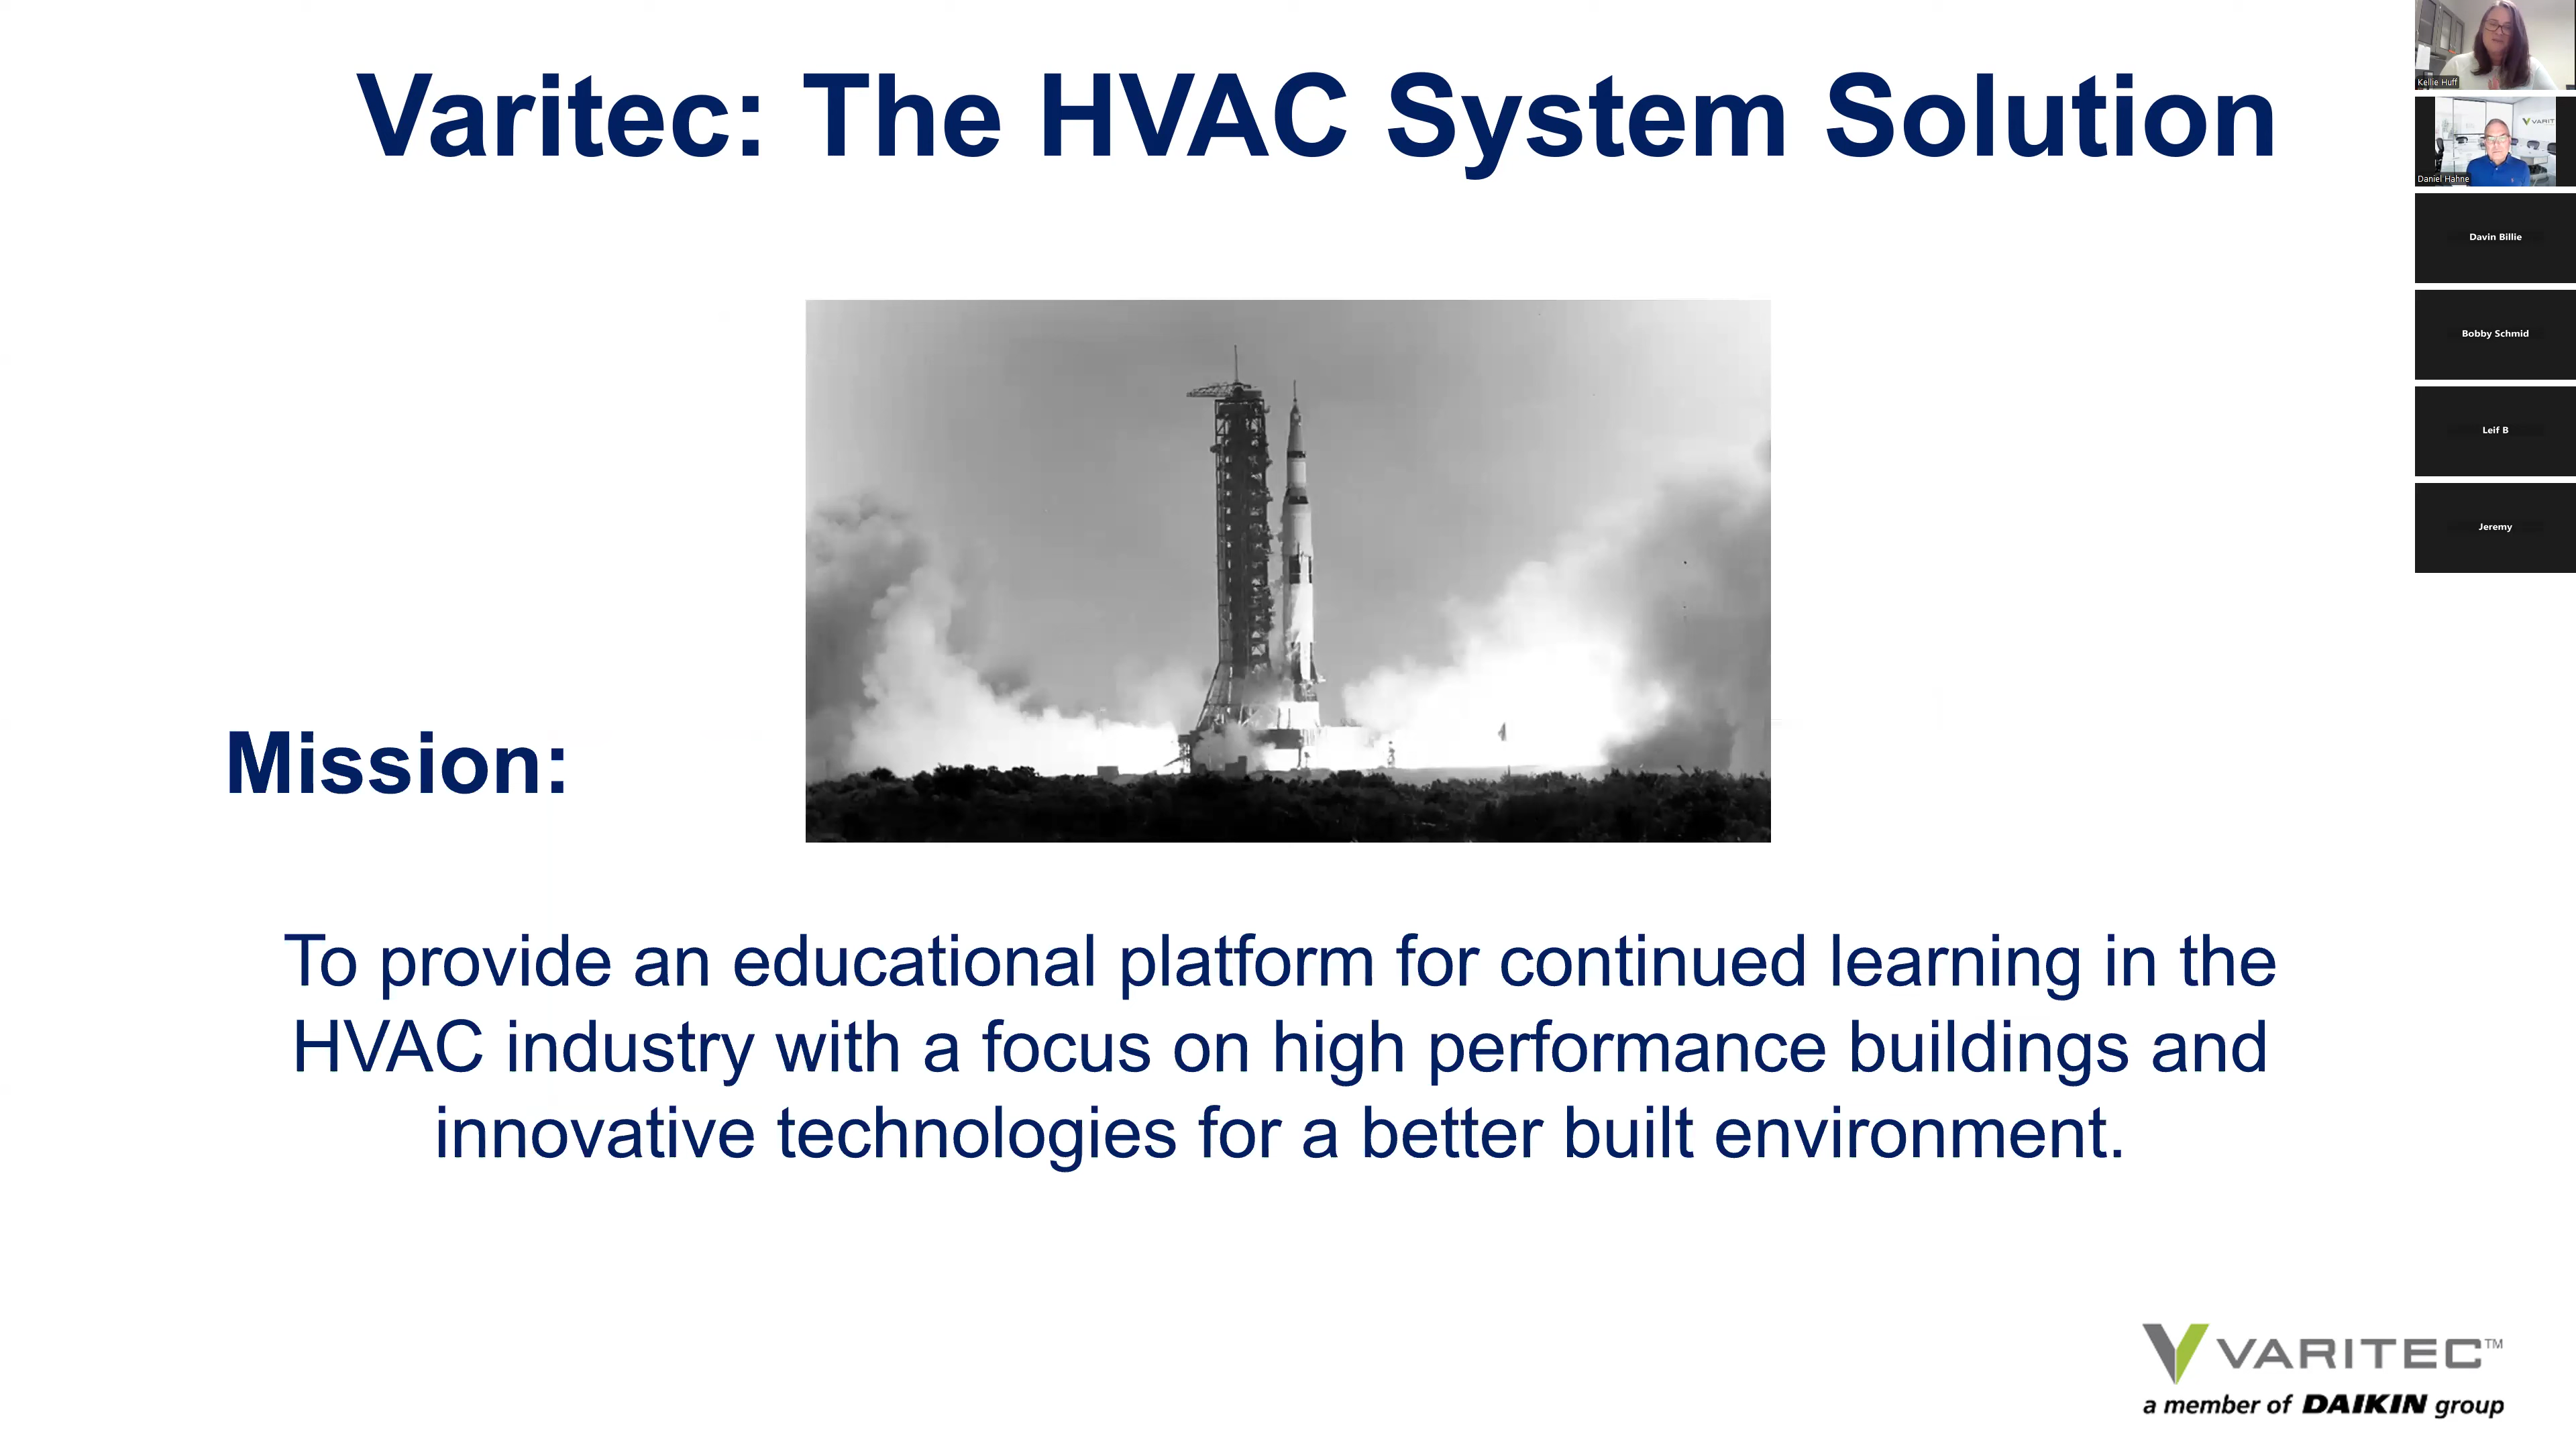 Varitec: The HVAC System Solution
Kellie Huff
VARIT
Daniel Hahne
Davin Billie
Bobby Schmid
Leif B
Jeremy
Mission:
To provide an educational platform for continued learning in the
HVAC industry with a focus on high performance buildings and
innovative technologies for a better built environment.
VARITEC™
a member of DAIKIN group